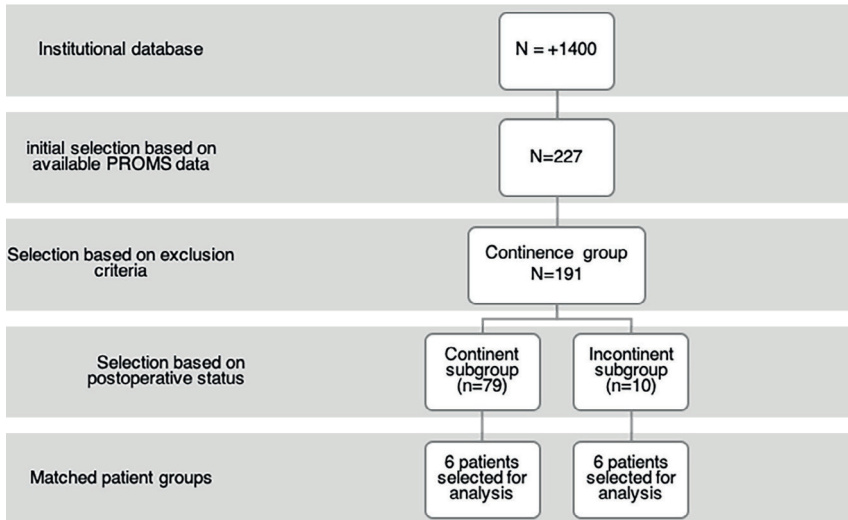 Institutional database
N = +1400
initial selection based on
available PROMS data
N=227
Selection based on exclusion
criteria
Continence group
N=191
Selection based on
postoperative status
Continent
subgroup
(n=79)
Incontinent
subgroup
(n=10)
Matched patient groups
6 patients
selected for
analysis
6 patients
selected for
analysis